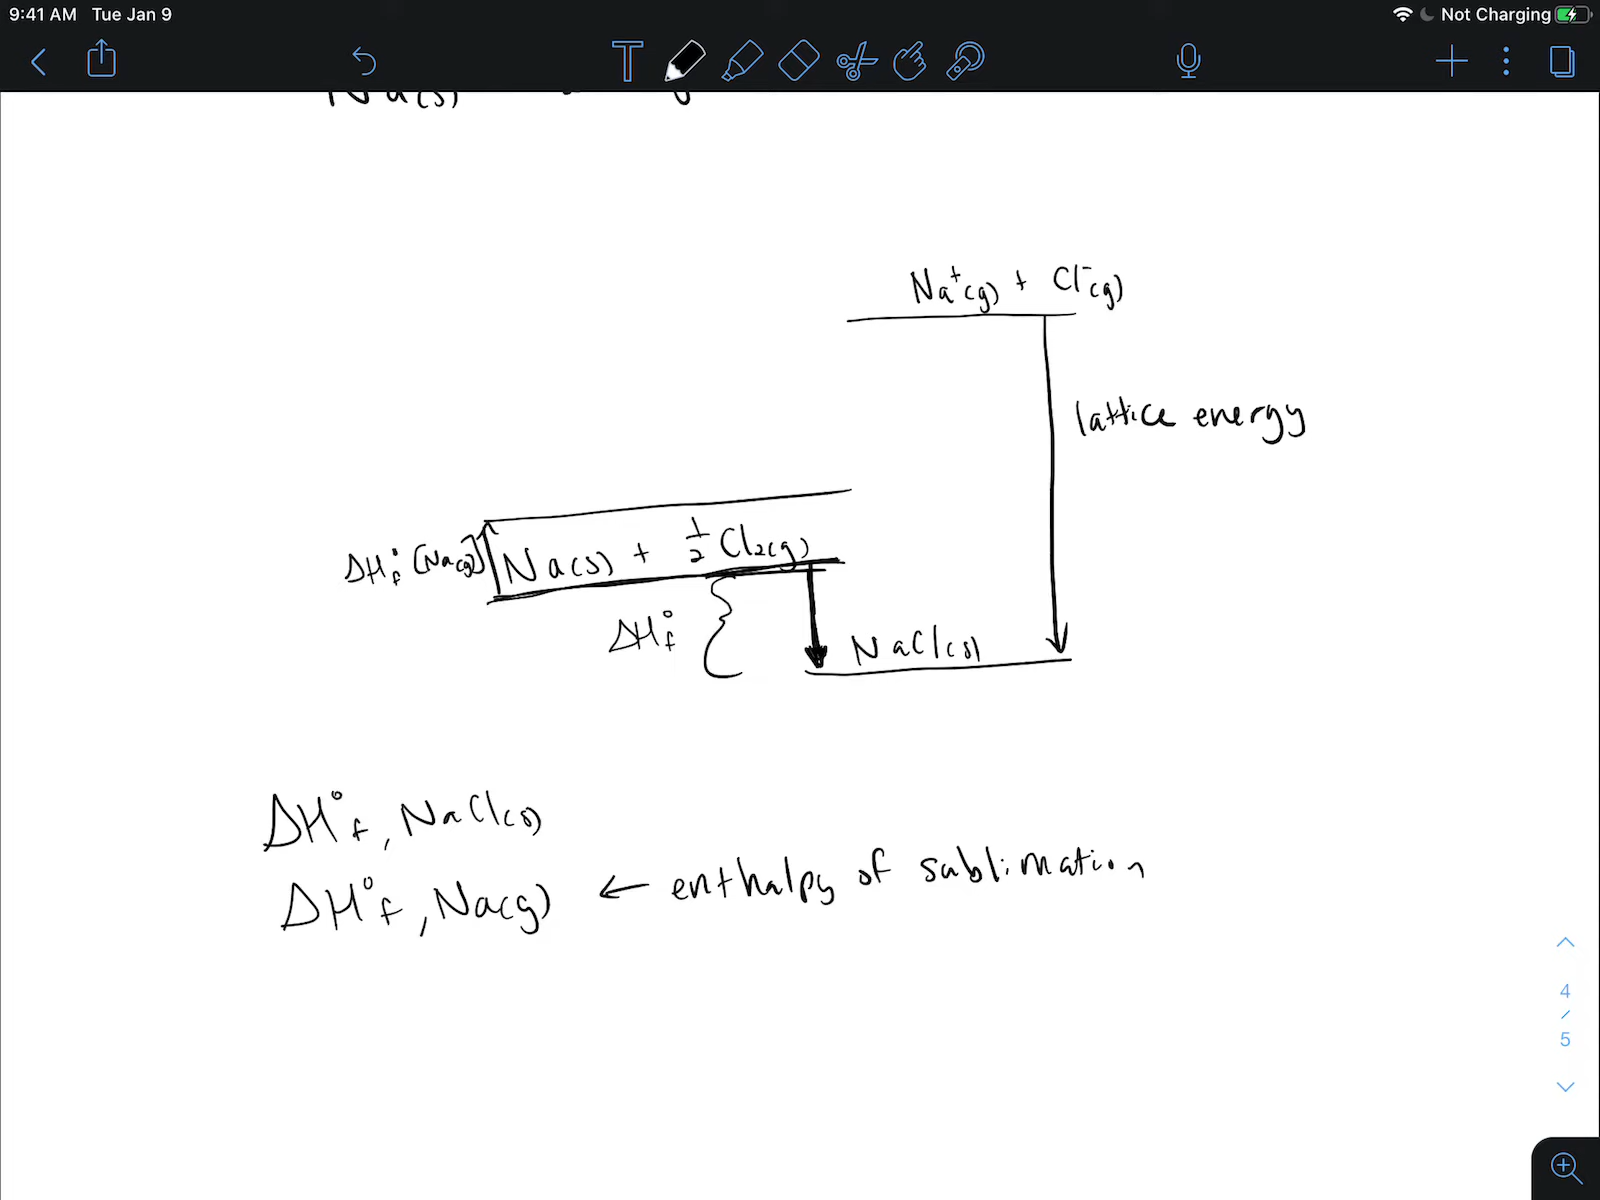 9:41 AM Tue Jan 9
Not Charging
Na(s)
Na⁺(g) + Cl⁻(g)
lattice energy
ΔH°f [Na(g)]
Na(s) + ½ Cl₂(g)
ΔH°f
NaCl(s)
ΔH°f, NaCl(s)
ΔH°f, Na(g) ← enthalpy of sublimation
4
/
5